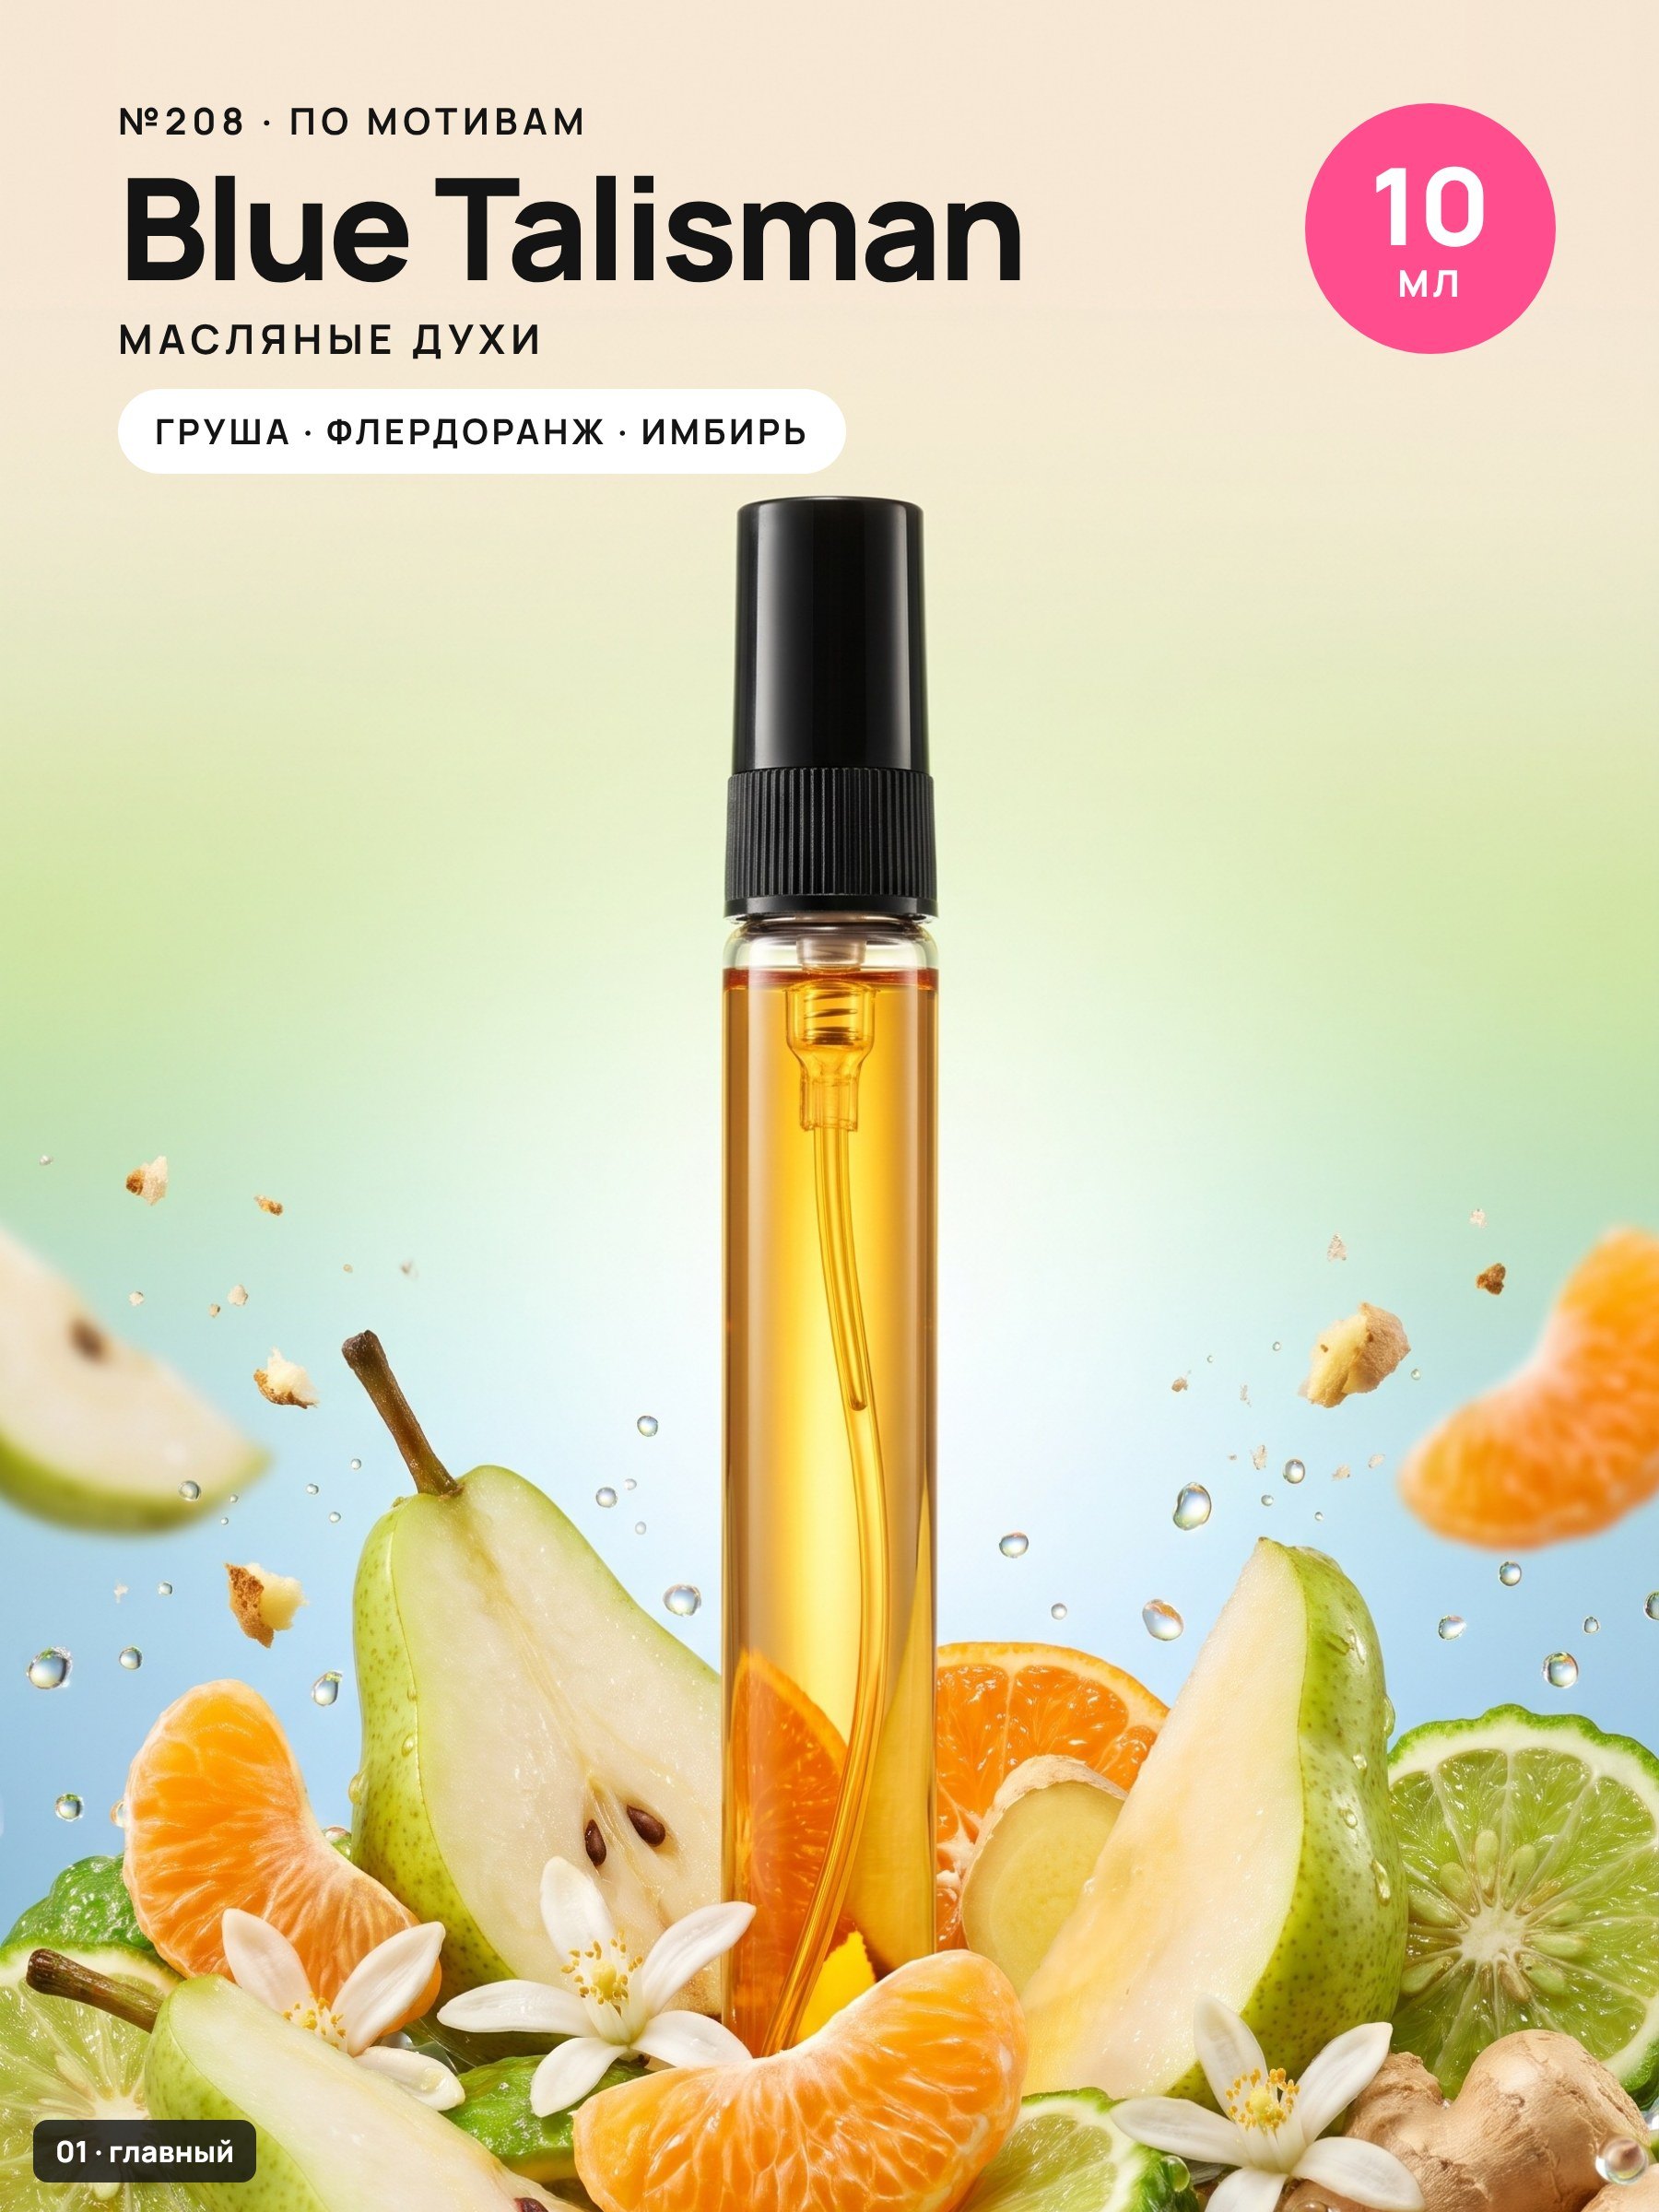 №208 · ПО МОТИВАМ
Blue Talisman
МАСЛЯНЫЕ ДУХИ
ГРУША · ФЛЕРДОРАНЖ · ИМБИРЬ
10
МЛ
01 · главный